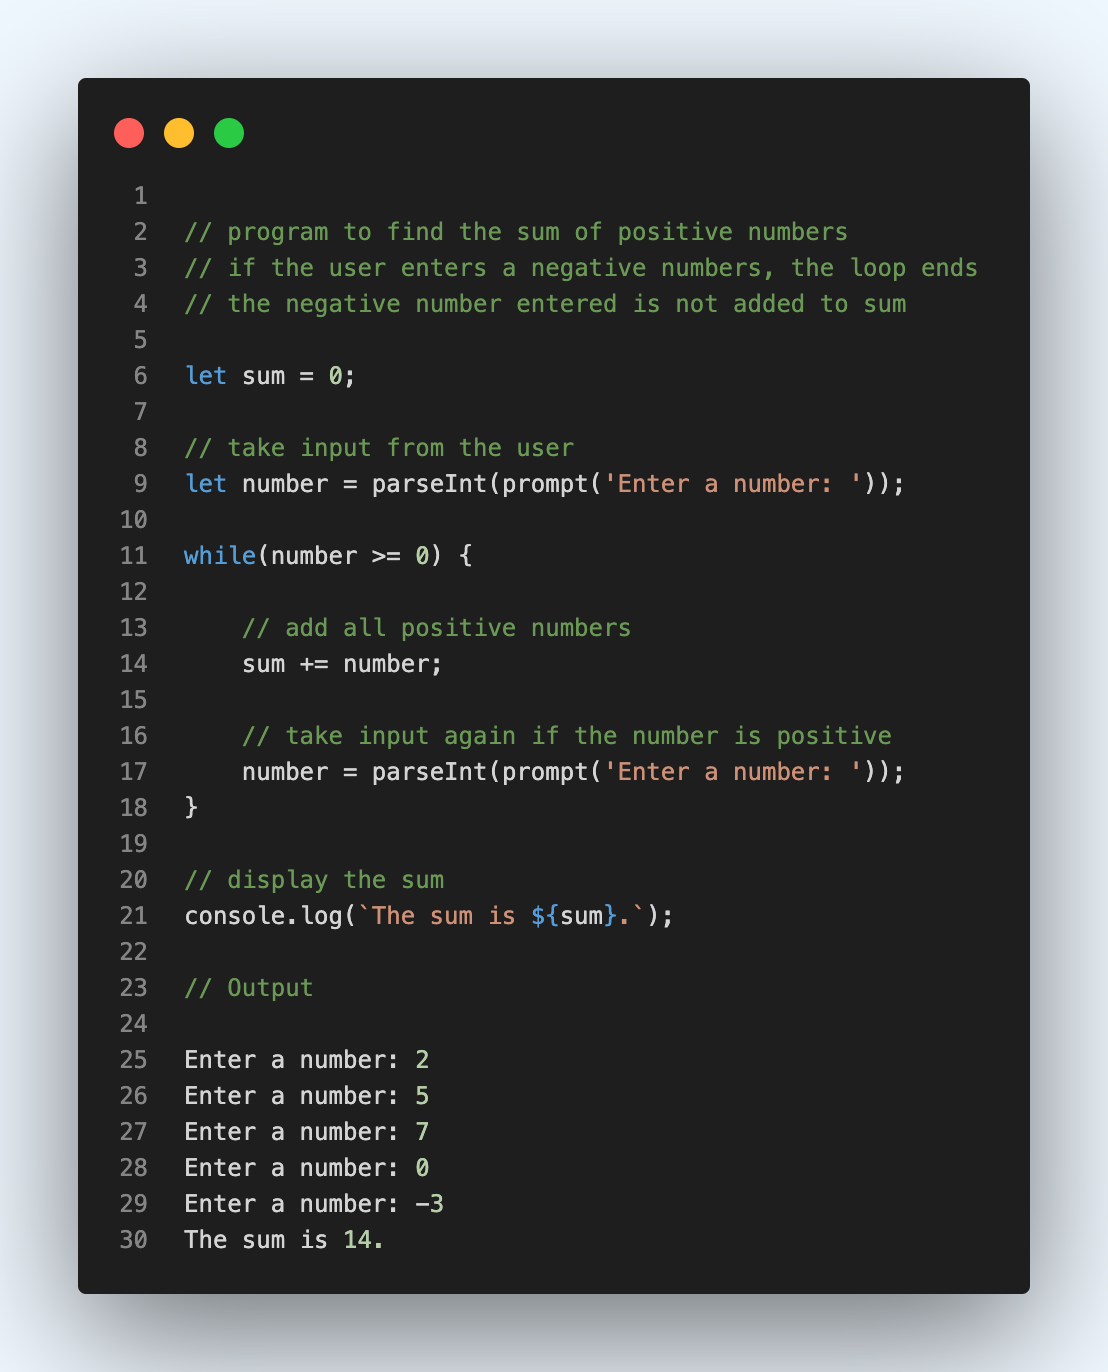 1
2 // program to find the sum of positive numbers
3 // if the user enters a negative numbers, the loop ends
4 // the negative number entered is not added to sum
5
6 let sum = 0;
7
8 // take input from the user
9 let number = parseInt(prompt('Enter a number: '));
10
11 while(number >= 0) {
12
13     // add all positive numbers
14     sum += number;
15
16     // take input again if the number is positive
17     number = parseInt(prompt('Enter a number: '));
18 }
19
20 // display the sum
21 console.log(`The sum is ${sum}.`);
22
23 // Output
24
25 Enter a number: 2
26 Enter a number: 5
27 Enter a number: 7
28 Enter a number: 0
29 Enter a number: -3
30 The sum is 14.